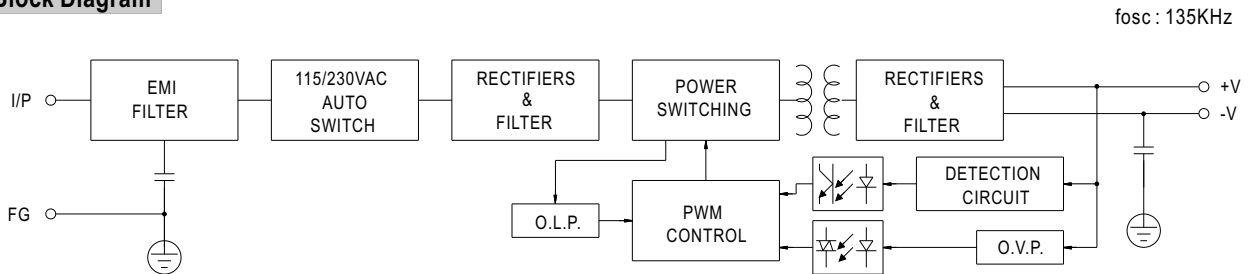 Block Diagram
fosc : 135KHz
I/P
EMI
FILTER
115/230VAC
AUTO
SWITCH
RECTIFIERS
&
FILTER
POWER
SWITCHING
RECTIFIERS
&
FILTER
+V
-V
FG
O.L.P.
PWM
CONTROL
DETECTION
CIRCUIT
O.V.P.